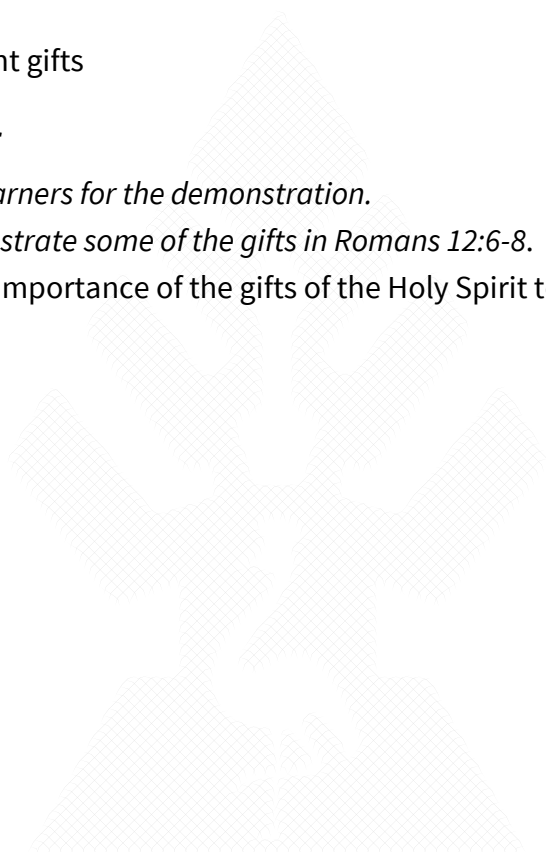 nt gifts
.
arners for the demonstration.
strate some of the gifts in Romans 12:6-8.
mportance of the gifts of the Holy Spirit t